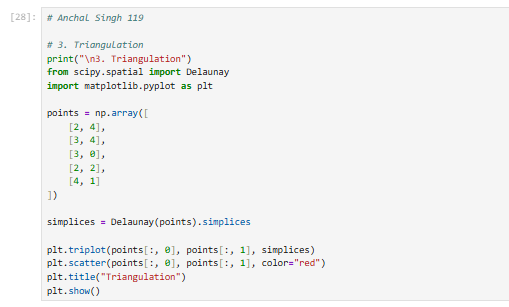 [28]: # Anchal Singh 119
# 3. Triangulation
print("\n3. Triangulation")
from scipy.spatial import Delaunay
import matplotlib.pyplot as plt
points = np.array([
[2, 4],
[3, 4],
[3, 0],
[2, 2],
[4, 1]
])
simplices = Delaunay(points).simplices
plt.triplot(points[:, 0], points[:, 1], simplices)
plt.scatter(points[:, 0], points[:, 1], color="red")
plt.title("Triangulation")
plt.show()